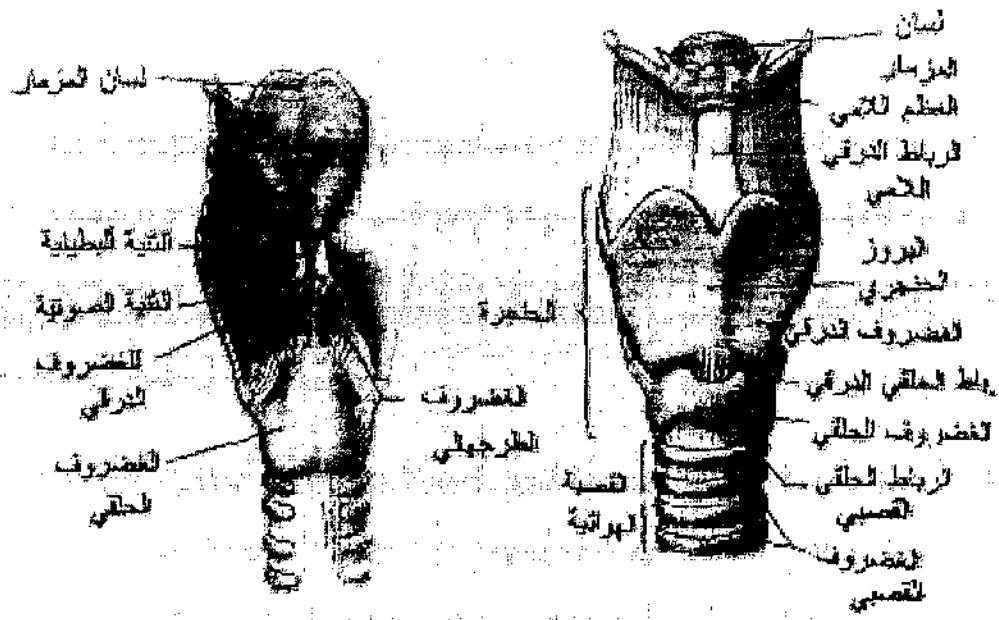 لسان المزمار
الثنية البطينية
الثنية الصوتية
الغضروف
الدرقي
الغضروف
الحلقي
الغضروف
الطرجهالي
لسان
المزمار
العظم اللامي
الرباط الدرقي
اللامي
البروز
الحنجري
الغضروف الدرقي
رباط الحلقي الدرقي
الغضروف الحلقي
الرباط الحلقي
القصبي
الغضروف
القصبي
الحنجرة
القصبة
الهوائية